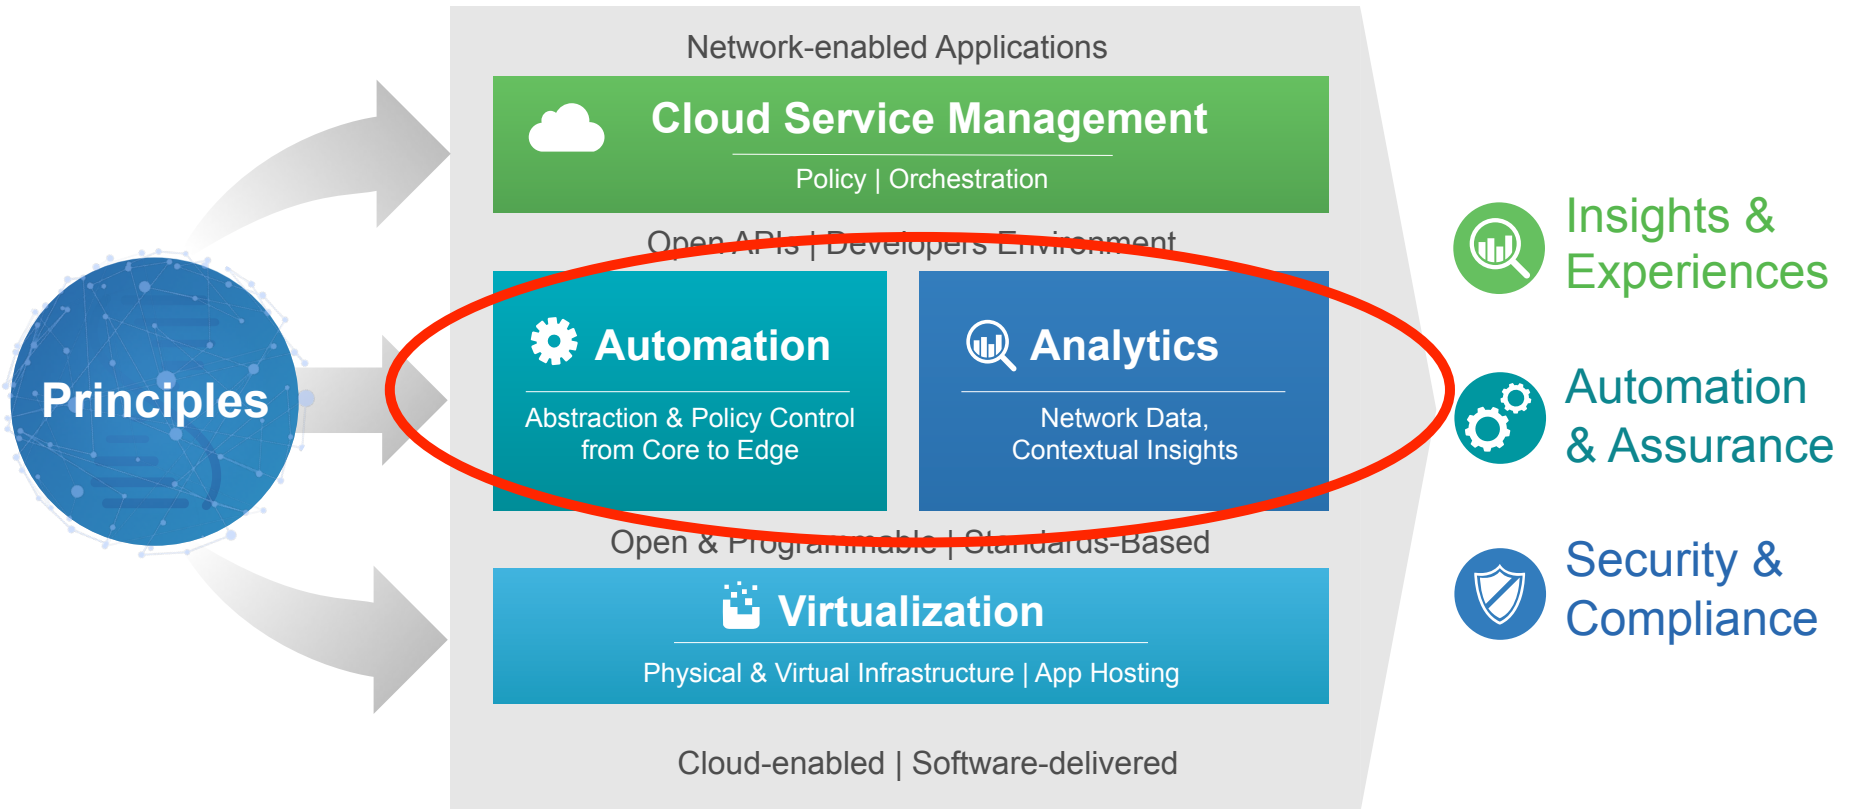 Network-enabled Applications
Cloud Service Management
Policy | Orchestration
Open APIs | Developers Environment
Principles
Automation
Abstraction & Policy Control
from Core to Edge
Analytics
Network Data,
Contextual Insights
Open & Programmable | Standards-Based
Virtualization
Physical & Virtual Infrastructure | App Hosting
Cloud-enabled | Software-delivered
Insights &
Experiences
Automation
& Assurance
Security &
Compliance